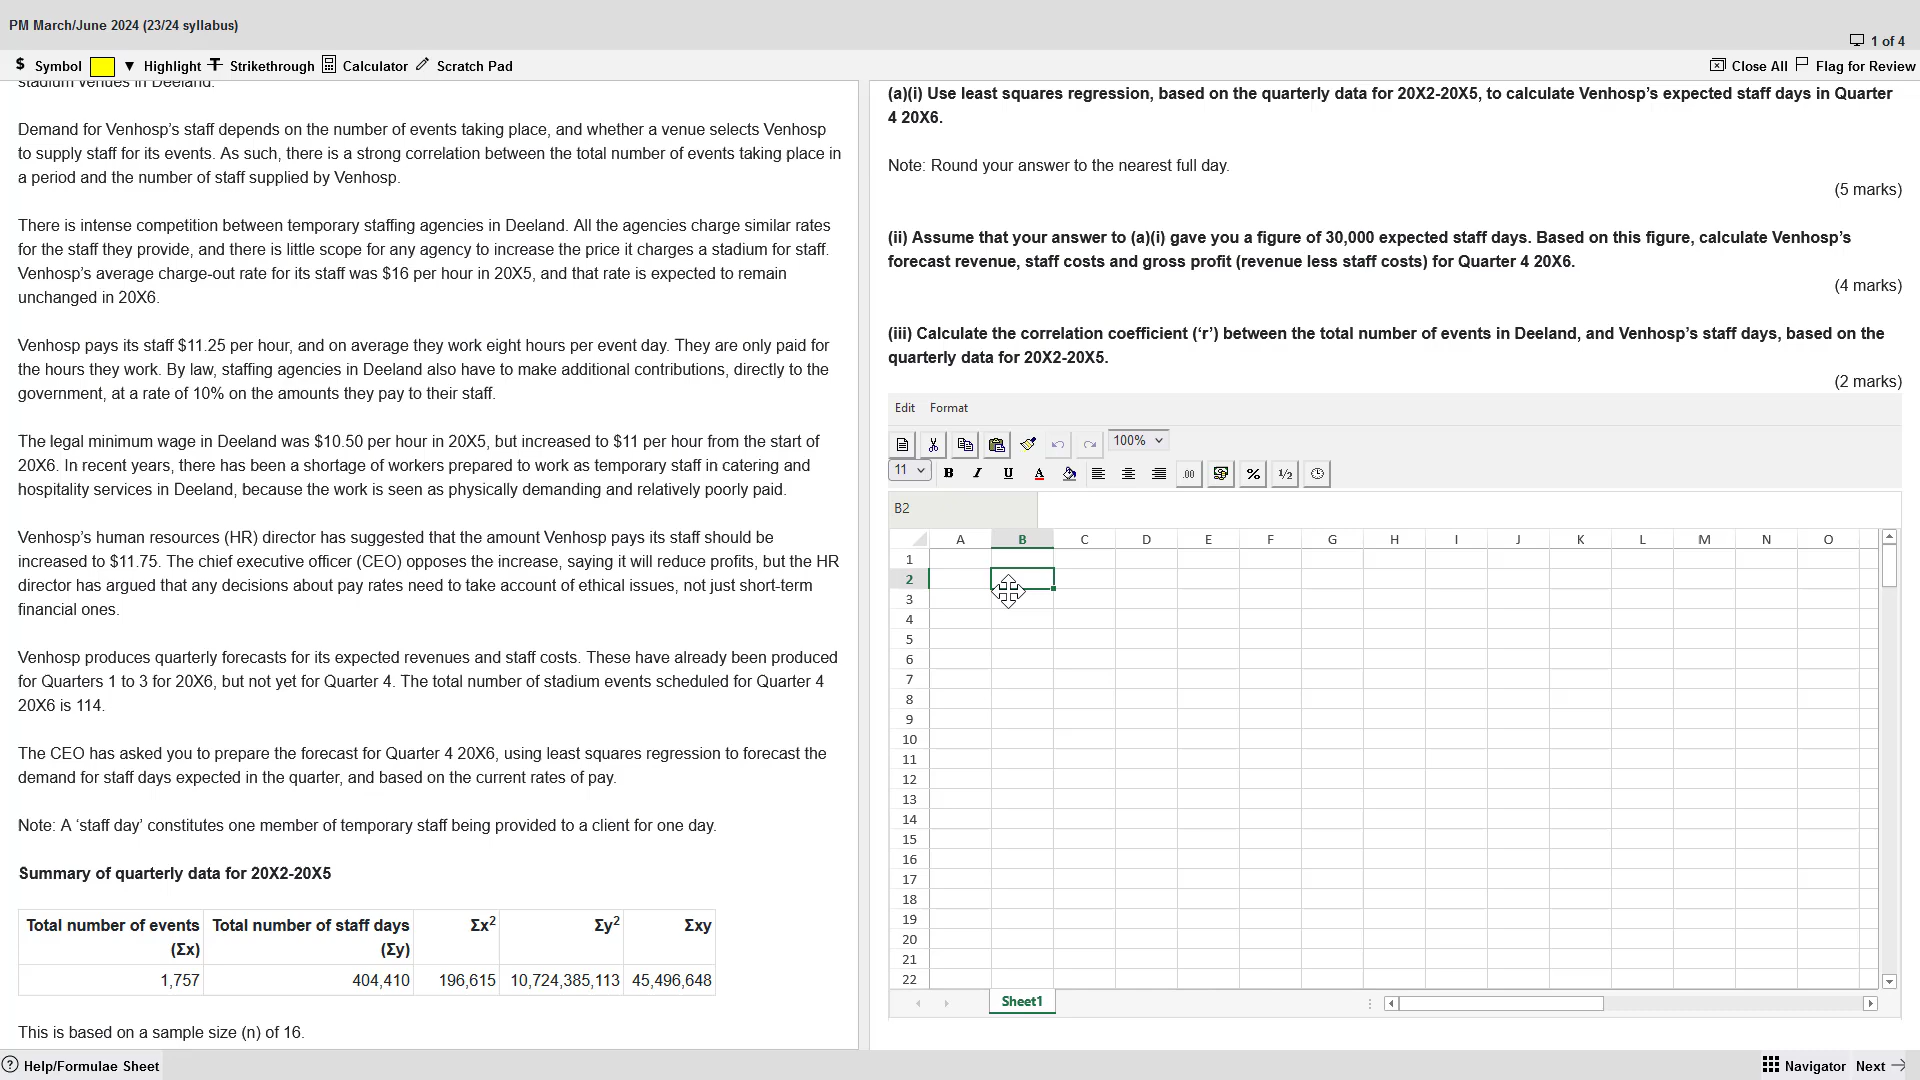 PM March/June 2024 (23/24 syllabus)
1 of 4
$ Symbol ▼ Highlight Strikethrough Calculator Scratch Pad
Close All Flag for Review
stadium venues in Deeland.
Demand for Venhosp’s staff depends on the number of events taking place, and whether a venue selects Venhosp
to supply staff for its events. As such, there is a strong correlation between the total number of events taking place in
a period and the number of staff supplied by Venhosp.
There is intense competition between temporary staffing agencies in Deeland. All the agencies charge similar rates
for the staff they provide, and there is little scope for any agency to increase the price it charges a stadium for staff.
Venhosp’s average charge-out rate for its staff was $16 per hour in 20X5, and that rate is expected to remain
unchanged in 20X6.
Venhosp pays its staff $11.25 per hour, and on average they work eight hours per event day. They are only paid for
the hours they work. By law, staffing agencies in Deeland also have to make additional contributions, directly to the
government, at a rate of 10% on the amounts they pay to their staff.
The legal minimum wage in Deeland was $10.50 per hour in 20X5, but increased to $11 per hour from the start of
20X6. In recent years, there has been a shortage of workers prepared to work as temporary staff in catering and
hospitality services in Deeland, because the work is seen as physically demanding and relatively poorly paid.
Venhosp’s human resources (HR) director has suggested that the amount Venhosp pays its staff should be
increased to $11.75. The chief executive officer (CEO) opposes the increase, saying it will reduce profits, but the HR
director has argued that any decisions about pay rates need to take account of ethical issues, not just short-term
financial ones.
Venhosp produces quarterly forecasts for its expected revenues and staff costs. These have already been produced
for Quarters 1 to 3 for 20X6, but not yet for Quarter 4. The total number of stadium events scheduled for Quarter 4
20X6 is 114.
The CEO has asked you to prepare the forecast for Quarter 4 20X6, using least squares regression to forecast the
demand for staff days expected in the quarter, and based on the current rates of pay.
Note: A ‘staff day’ constitutes one member of temporary staff being provided to a client for one day.
Summary of quarterly data for 20X2-20X5
Total number of events Total number of staff days Σx² Σy² Σxy
(Σx) (Σy)
1,757 404,410 196,615 10,724,385,113 45,496,648
This is based on a sample size (n) of 16.
(a)(i) Use least squares regression, based on the quarterly data for 20X2-20X5, to calculate Venhosp’s expected staff days in Quarter
4 20X6.
Note: Round your answer to the nearest full day.
(5 marks)
(ii) Assume that your answer to (a)(i) gave you a figure of 30,000 expected staff days. Based on this figure, calculate Venhosp’s
forecast revenue, staff costs and gross profit (revenue less staff costs) for Quarter 4 20X6.
(4 marks)
(iii) Calculate the correlation coefficient (‘r’) between the total number of events in Deeland, and Venhosp’s staff days, based on the
quarterly data for 20X2-20X5.
(2 marks)
Edit Format
100%
11 B I U A .00 % 1/2
B2
A B C D E F G H I J K L M N O
1
2
3
4
5
6
7
8
9
10
11
12
13
14
15
16
17
18
19
20
21
22
Sheet1
? Help/Formulae Sheet
Navigator Next